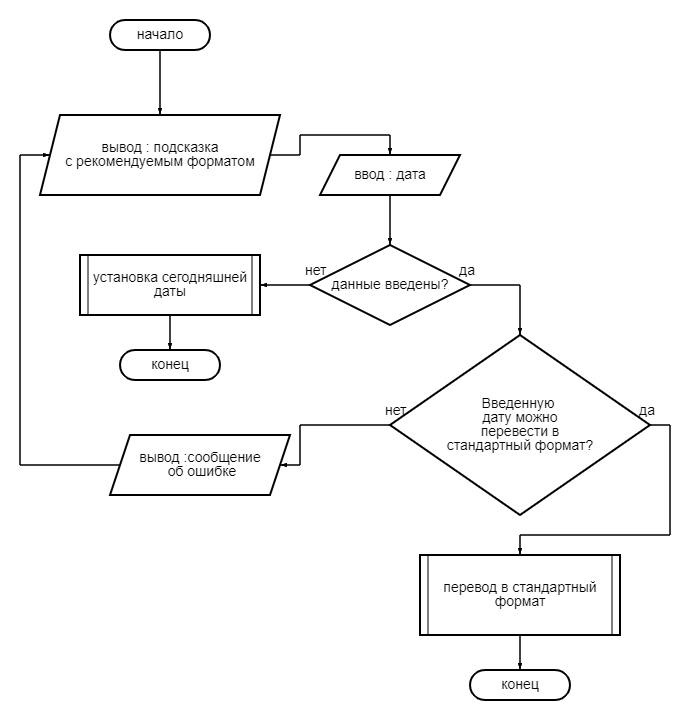 начало
вывод : подсказка
с рекомендуемым форматом
ввод : дата
нет
да
данные введены?
установка сегодняшней
даты
конец
нет
да
Введенную
дату можно
перевести в
стандартный формат?
вывод :сообщение
об ошибке
перевод в стандартный
формат
конец